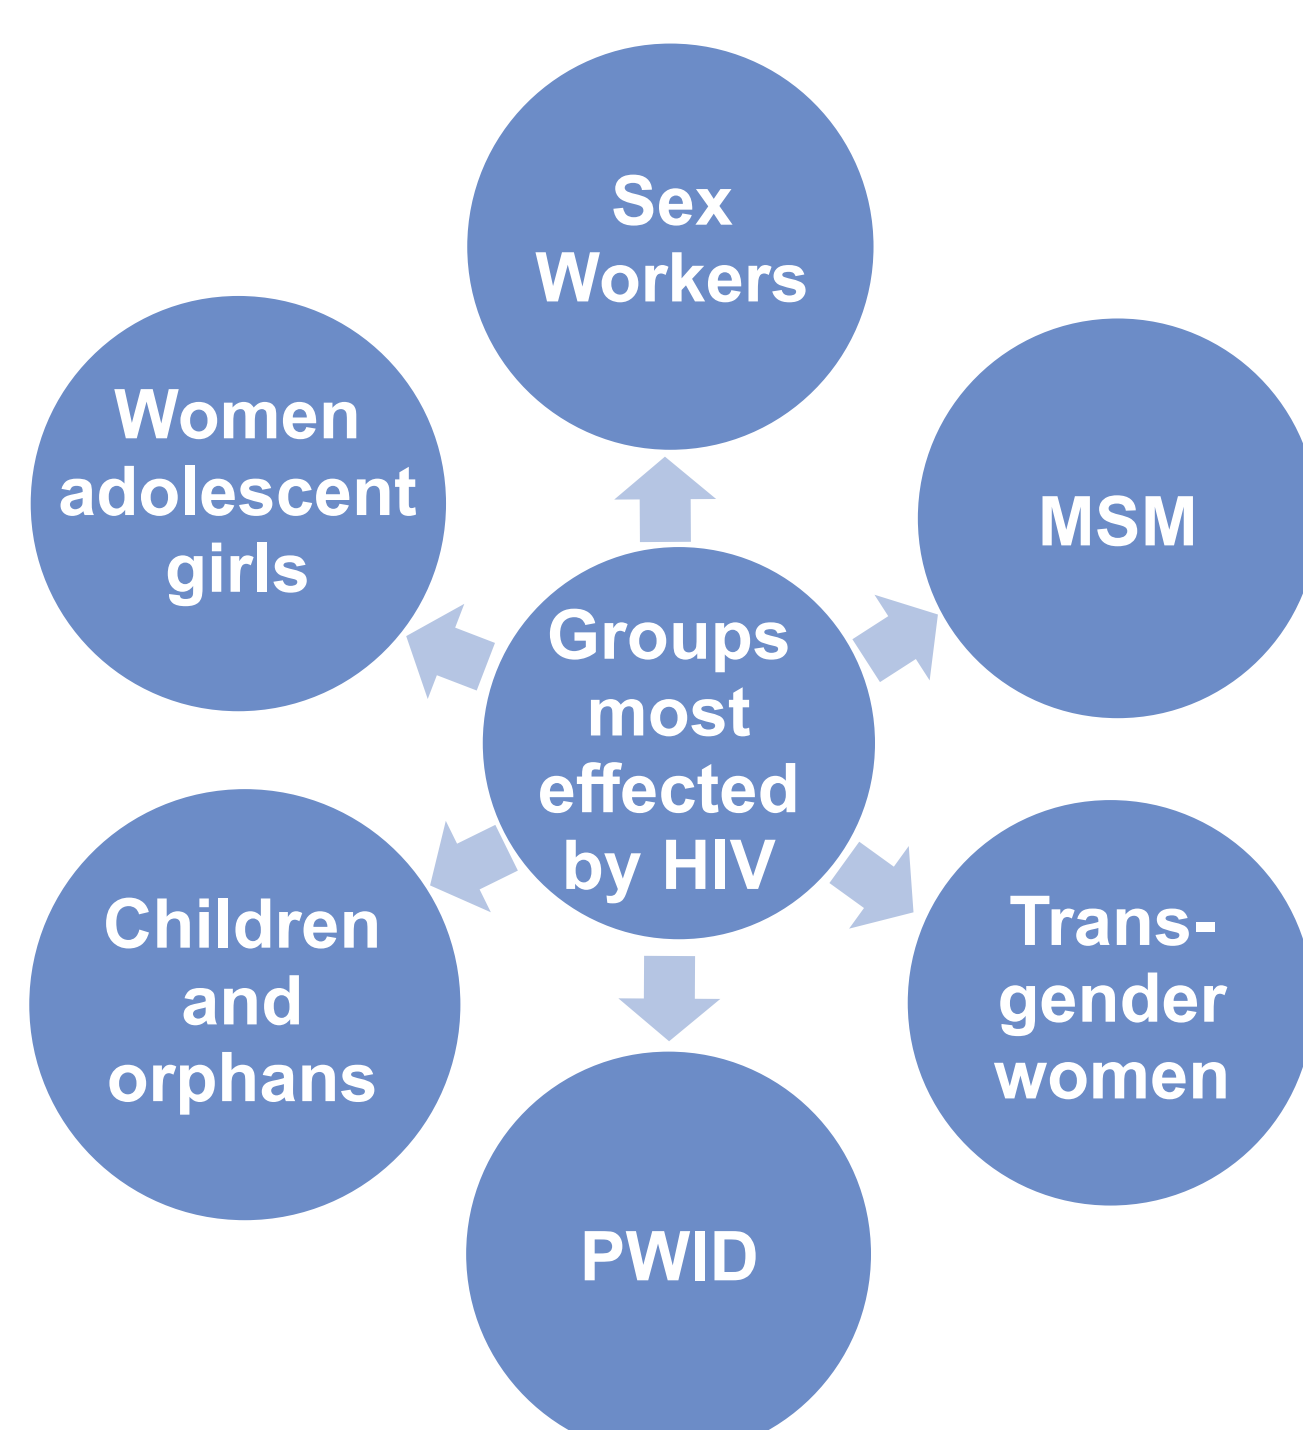 Sex
Workers
MSM
Trans-
gender
women
PWID
Children
and
orphans
Women
adolescent
girls
Groups
most
effected
by HIV